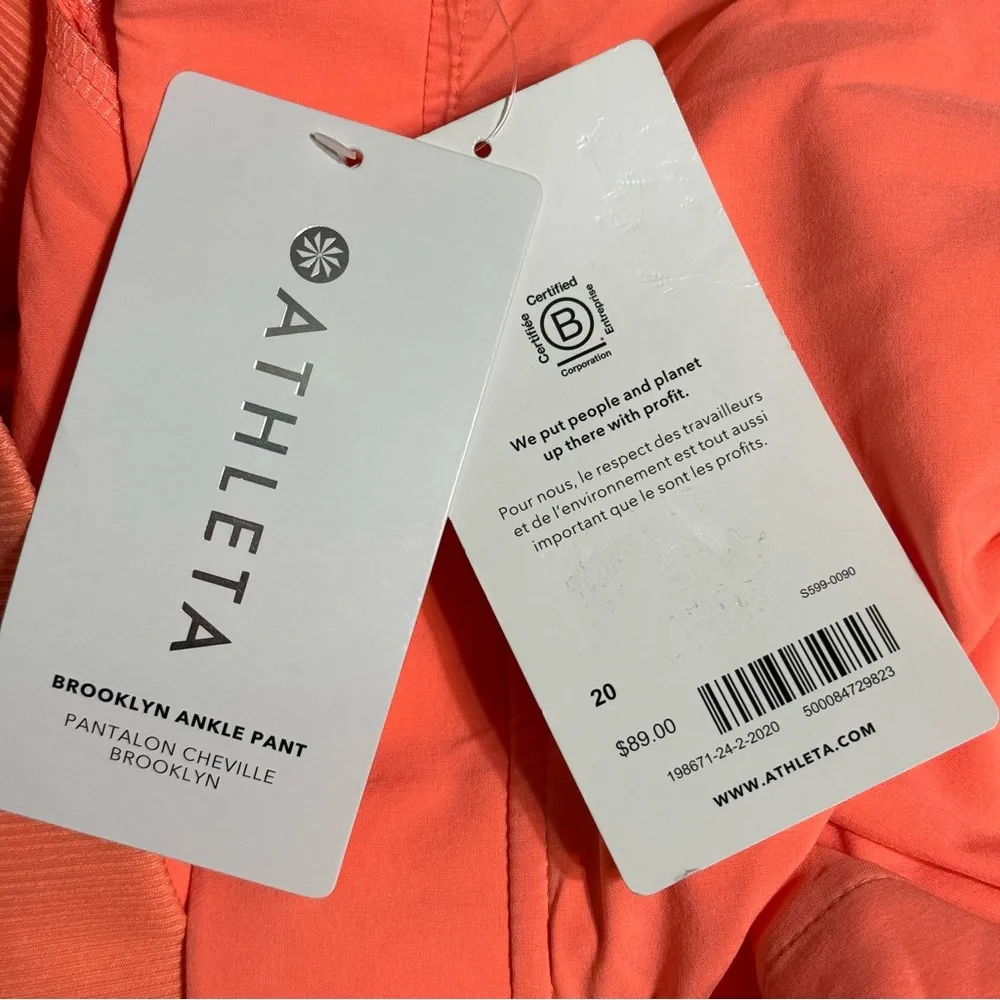 ATHLETA
BROOKLYN ANKLE PANT
PANTALON CHEVILLE
BROOKLYN
Certified
Certifiée
B
Entreprise
Corporation
We put people and planet
up there with profit.
Pour nous, le respect des travailleurs
et de l'environnement est tout aussi
important que le sont les profits.
S599-0090
20
$89.00
198671-24-2-2020 500084729823
WWW.ATHLETA.COM